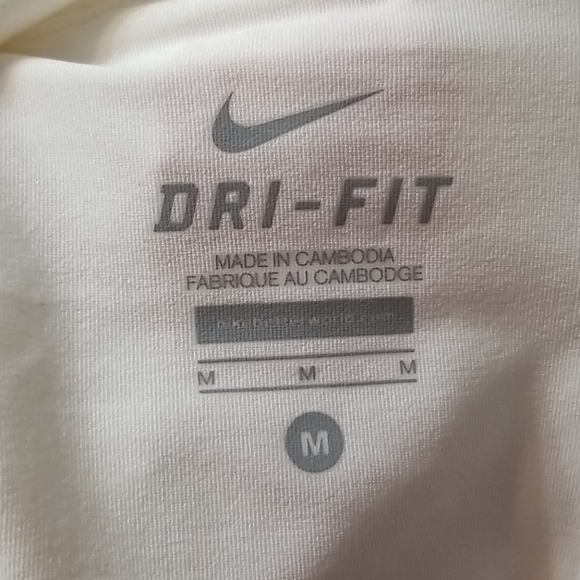 DRI-FIT
MADE IN CAMBODIA
FABRIQUE AU CAMBODGE
M M M
M